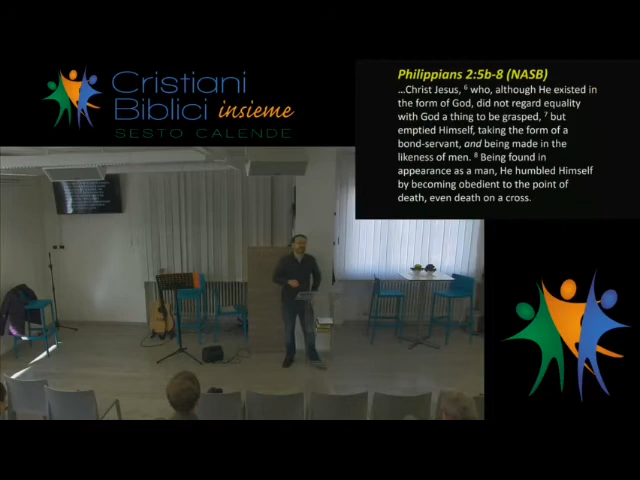 Cristiani
Biblici insieme
SESTO CALENDE
Philippians 2:5b-8 (NASB)
…Christ Jesus, ⁶ who, although He existed in
the form of God, did not regard equality
with God a thing to be grasped, ⁷ but
emptied Himself, taking the form of a
bond-servant, and being made in the
likeness of men. ⁸ Being found in
appearance as a man, He humbled Himself
by becoming obedient to the point of
death, even death on a cross.